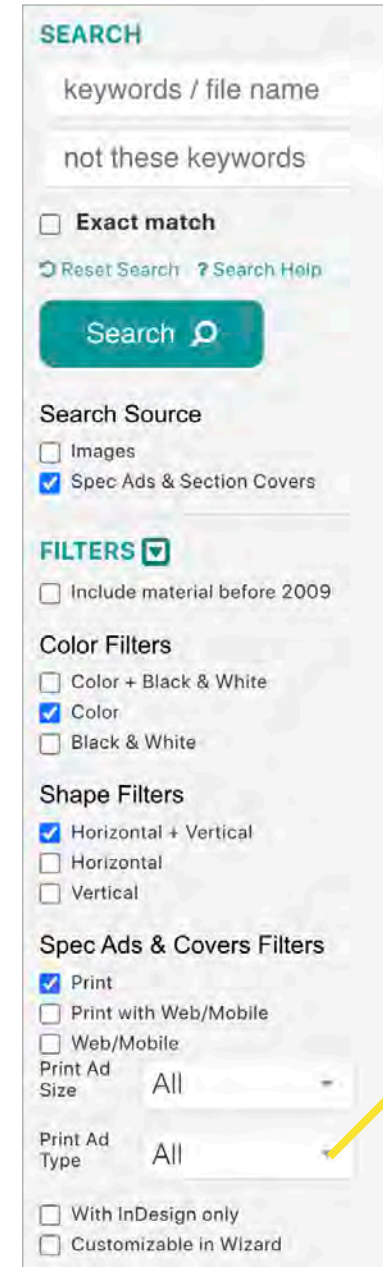 SEARCH
keywords / file name
not these keywords
Exact match
Reset Search ? Search Help
Search
Search Source
Images
Spec Ads & Section Covers
FILTERS
Include material before 2009
Color Filters
Color + Black & White
Color
Black & White
Shape Filters
Horizontal + Vertical
Horizontal
Vertical
Spec Ads & Covers Filters
Print
Print with Web/Mobile
Web/Mobile
Print Ad
Size
All
Print Ad
Type
All
With InDesign only
Customizable in Wizard